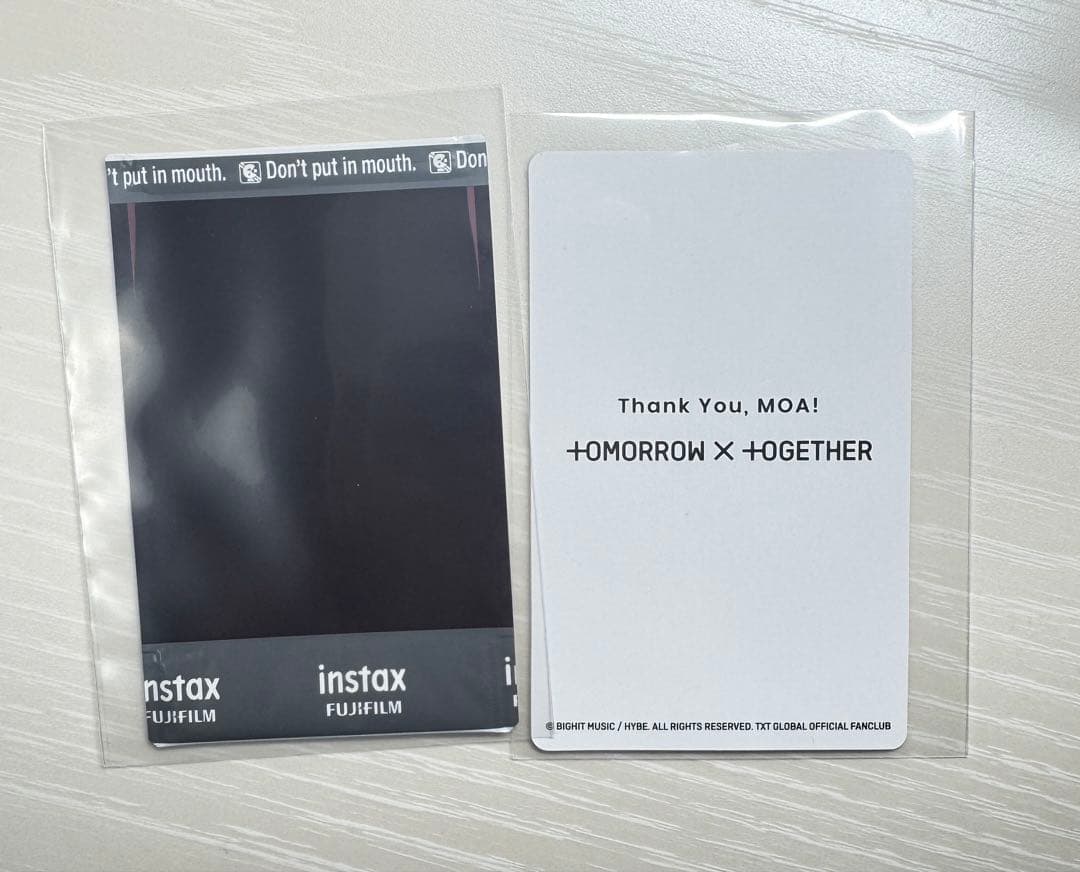 't put in mouth. Don't put in mouth. Don
nstax instax i
FUJIFILM FUJIFILM
Thank You, MOA!
TOMORROW X TOGETHER
© BIGHIT MUSIC / HYBE. ALL RIGHTS RESERVED. TXT GLOBAL OFFICIAL FANCLUB